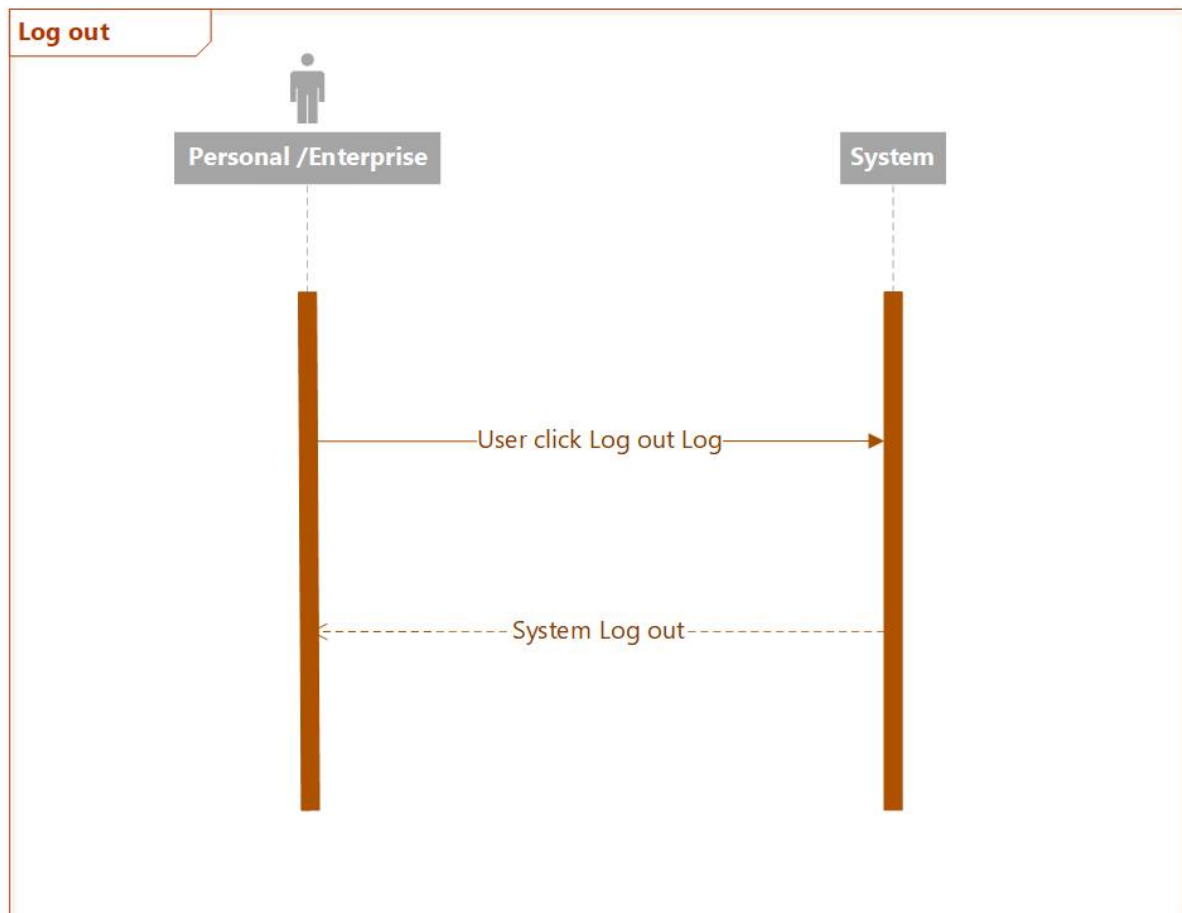 Log out
Personal /Enterprise
System
User click Log out Log
System Log out